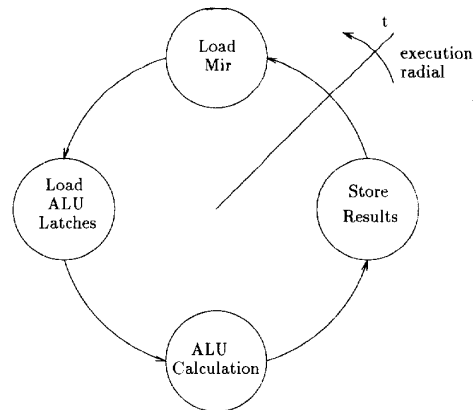 t
execution
radial
Load
Mir
Load
ALU
Latches
Store
Results
ALU
Calculation